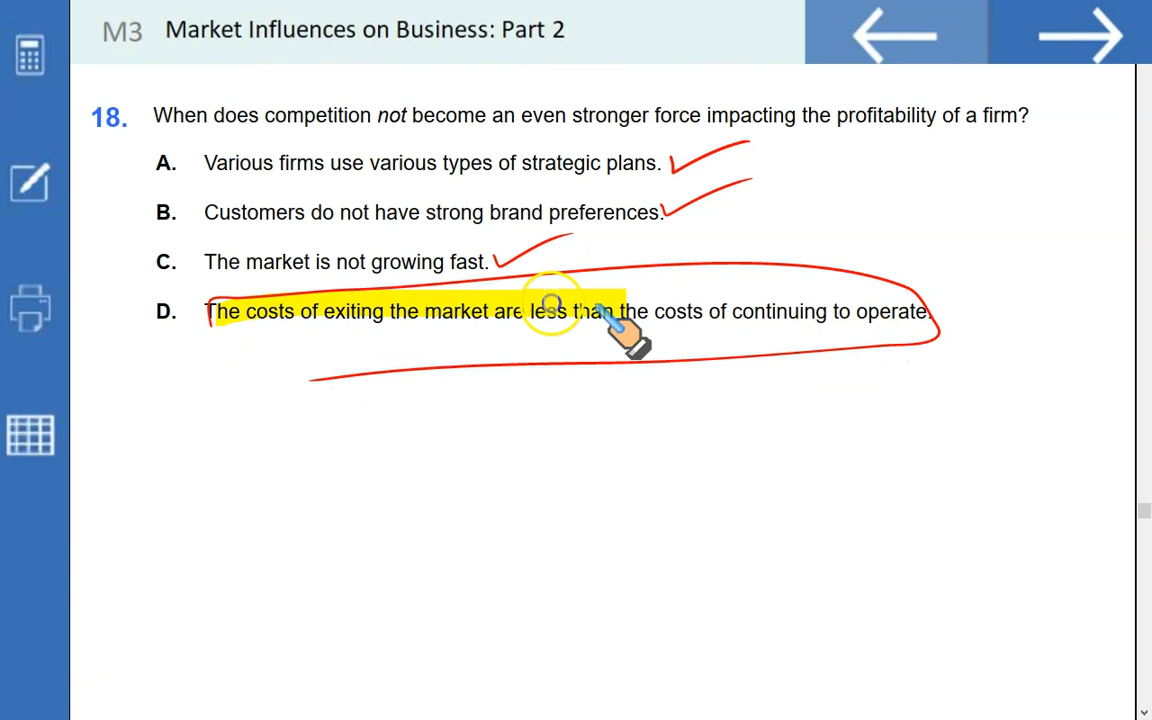 M3 Market Influences on Business: Part 2
18. When does competition not become an even stronger force impacting the profitability of a firm?
A. Various firms use various types of strategic plans.
B. Customers do not have strong brand preferences.
C. The market is not growing fast.
D. The costs of exiting the market are less than the costs of continuing to operate.